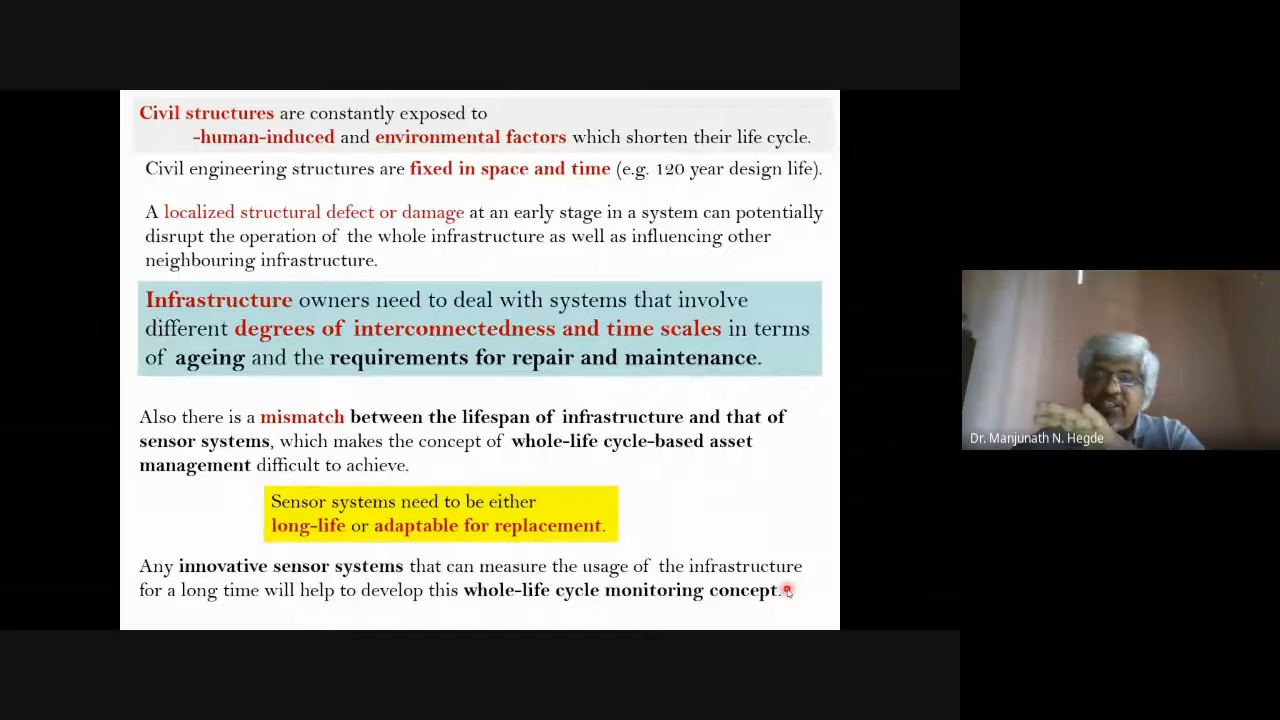 Civil structures are constantly exposed to
-human-induced and environmental factors which shorten their life cycle.
Civil engineering structures are fixed in space and time (e.g. 120 year design life).
A localized structural defect or damage at an early stage in a system can potentially
disrupt the operation of the whole infrastructure as well as influencing other
neighbouring infrastructure.
Infrastructure owners need to deal with systems that involve
different degrees of interconnectedness and time scales in terms
of ageing and the requirements for repair and maintenance.
Also there is a mismatch between the lifespan of infrastructure and that of
sensor systems, which makes the concept of whole-life cycle-based asset
management difficult to achieve.
Sensor systems need to be either
long-life or adaptable for replacement.
Any innovative sensor systems that can measure the usage of the infrastructure
for a long time will help to develop this whole-life cycle monitoring concept.
Dr. Manjunath N. Hegde